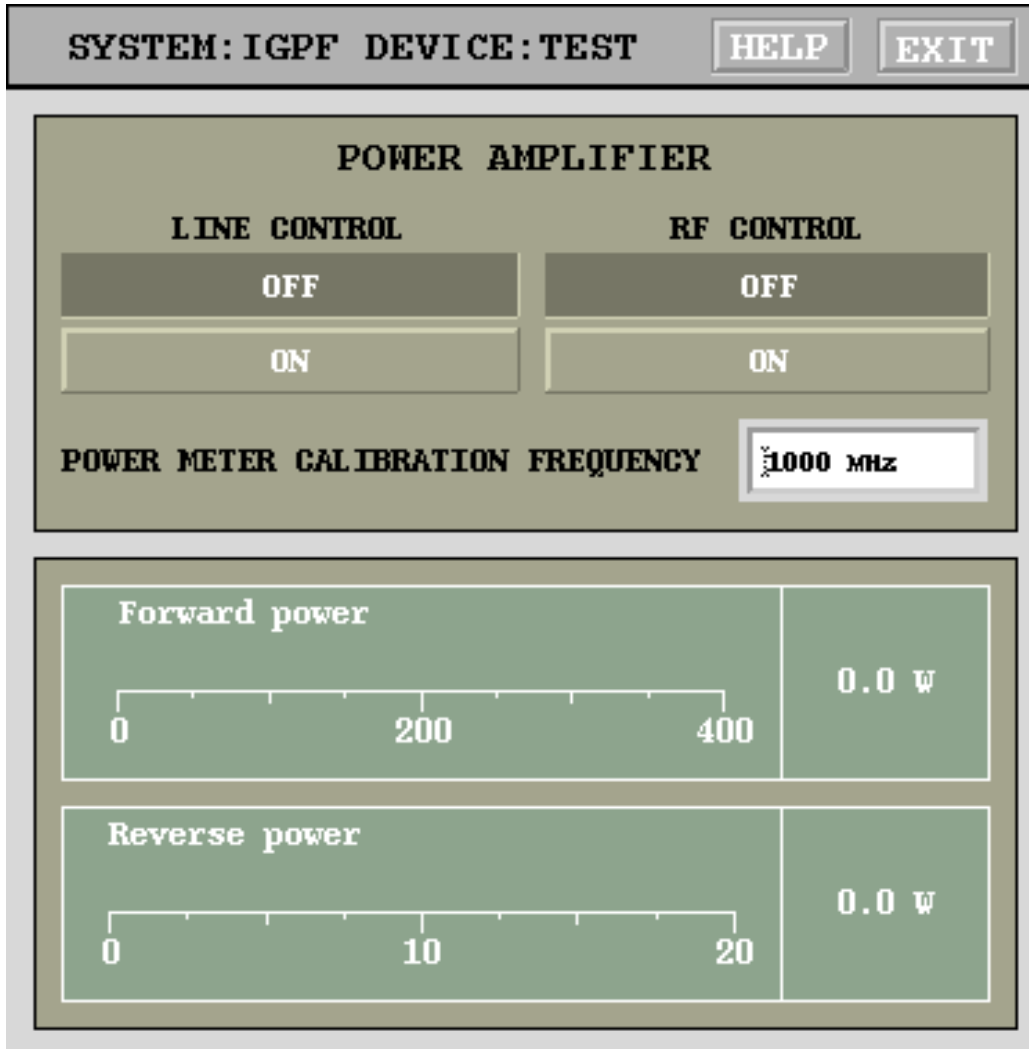 SYSTEM:IGPF DEVICE:TEST HELP EXIT
POWER AMPLIFIER
LINE CONTROL RF CONTROL
OFF OFF
ON ON
POWER METER CALIBRATION FREQUENCY 1000 MHz
Forward power
0.0 W
0 200 400
Reverse power
0.0 W
0 10 20